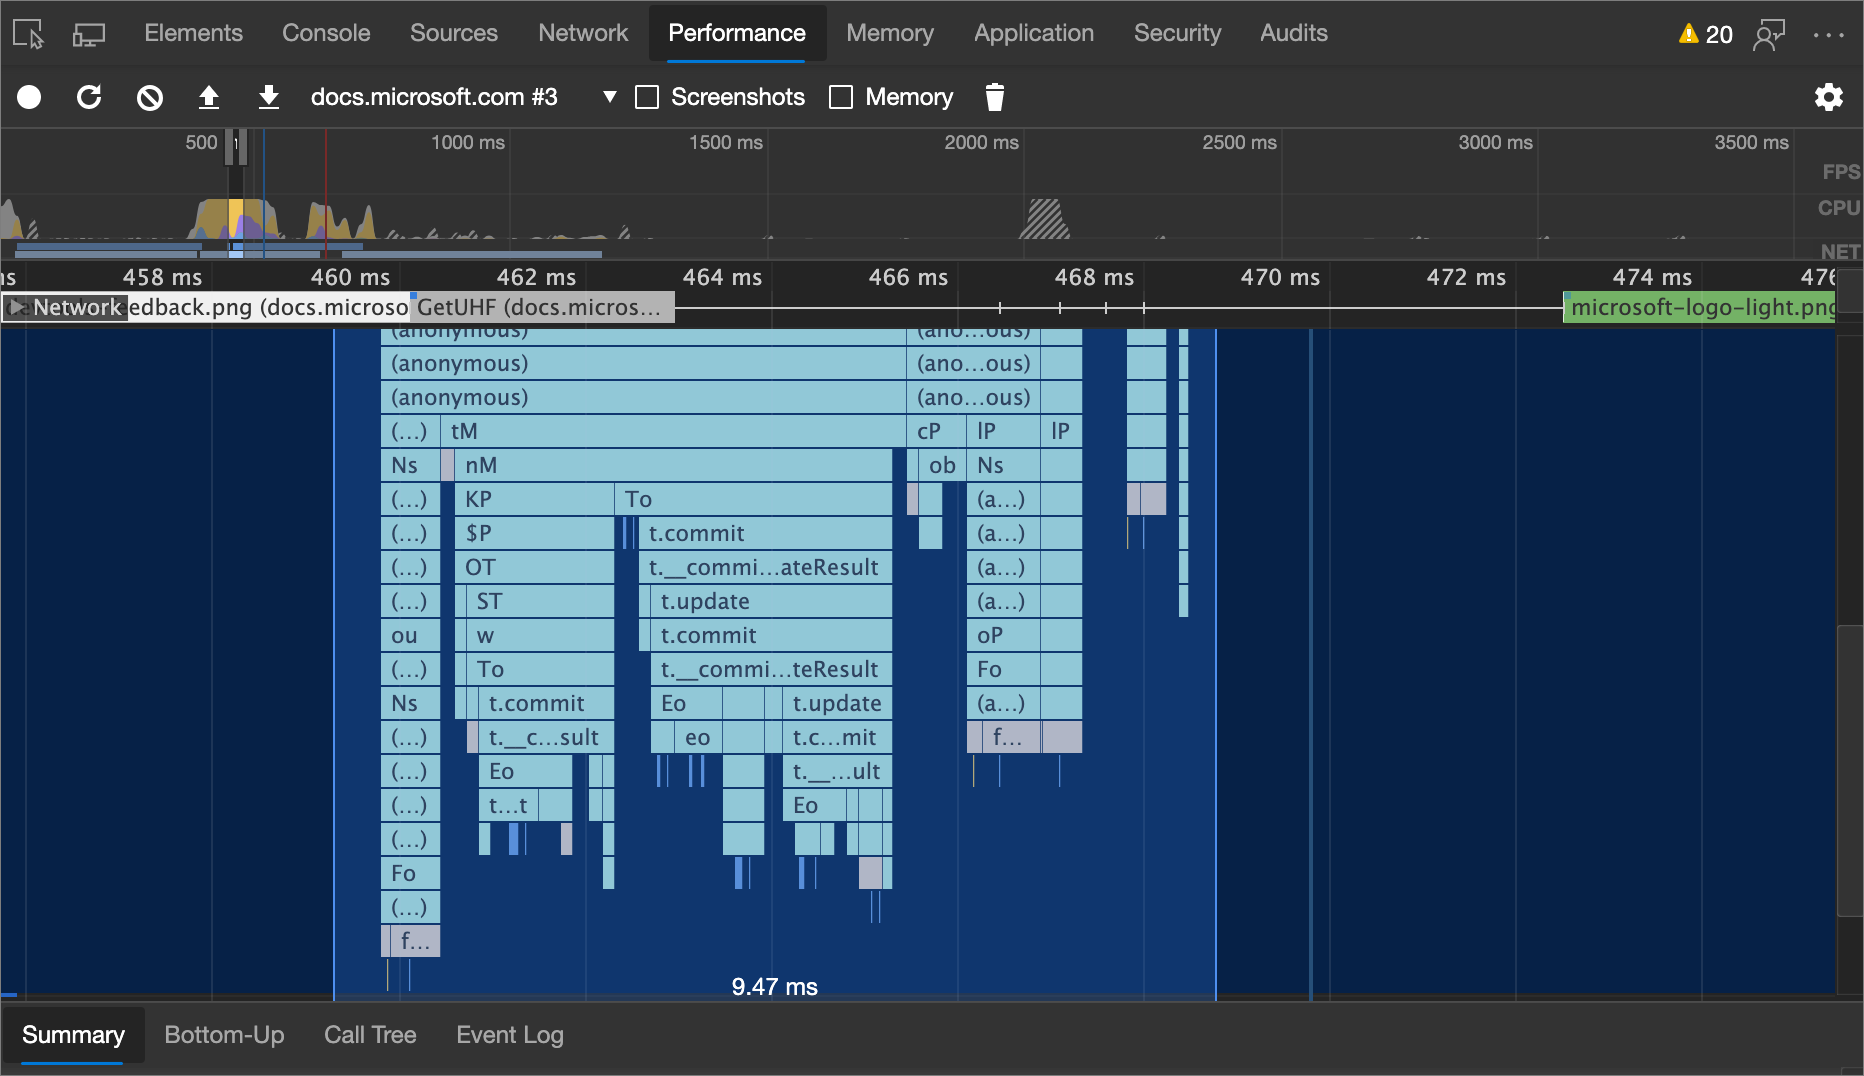 Elements Console Sources Network Performance Memory Application Security Audits 20 ...
docs.microsoft.com #3 Screenshots Memory
500 1000 ms 1500 ms 2000 ms 2500 ms 3000 ms 3500 ms
FPS
CPU
NET
ms 458 ms 460 ms 462 ms 464 ms 466 ms 468 ms 470 ms 472 ms 474 ms 476
Network edback.png (docs.microso GetUHF (docs.micros... microsoft-logo-light.png
(anonymous) (ano...ous)
(anonymous) (ano...ous)
(anonymous) (ano...ous)
(...) tM cP lP lP
Ns nM ob Ns
(...) KP To (a...)
(...) $P t.commit (a...)
(...) OT t.__commi...ateResult (a...)
(...) ST t.update (a...)
ou w t.commit oP
(...) To t.__commi...teResult Fo
Ns t.commit Eo t.update (a...)
(...) t.__c...sult eo t.c...mit f...
(...) Eo t.__...ult
(...) t...t Eo
(...)
Fo
(...)
f...
9.47 ms
Summary Bottom-Up Call Tree Event Log